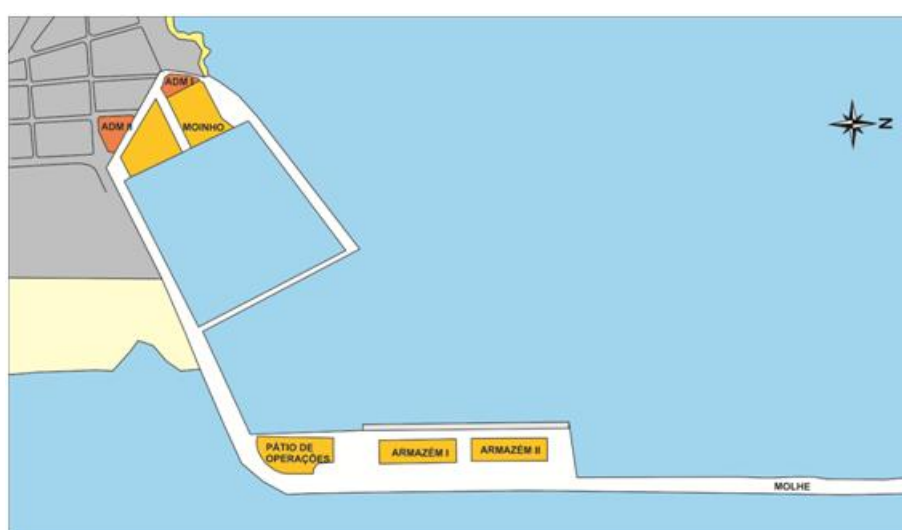 ADM I
ADM II
MOINHO
N
PÁTIO DE
OPERAÇÕES
ARMAZÉM I
ARMAZÉM II
MOLHE